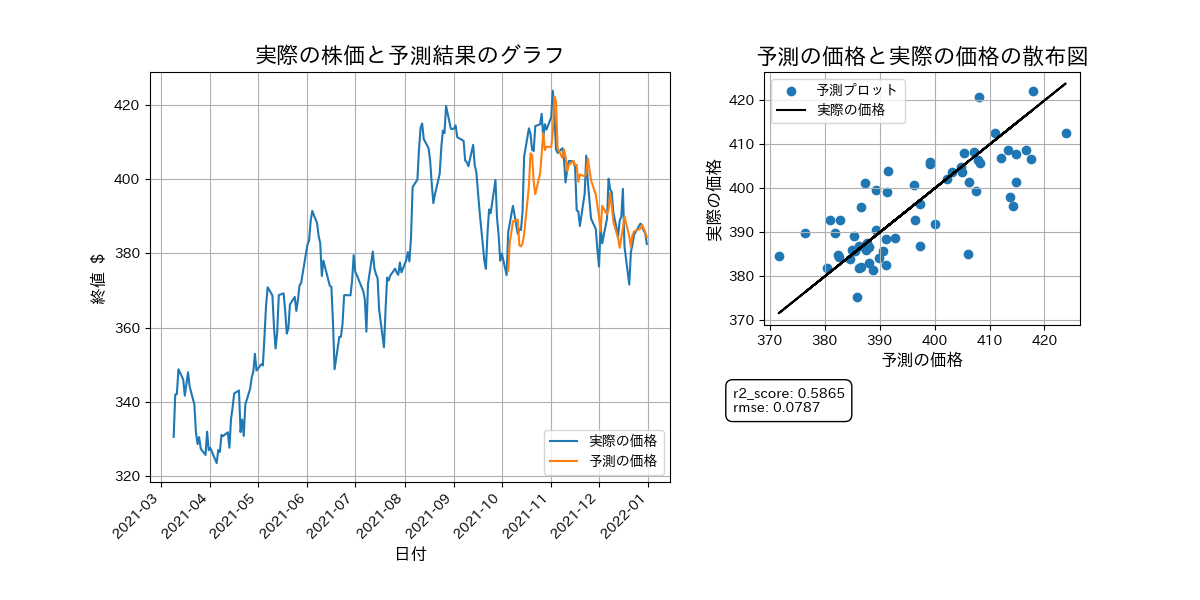 実際の株価と予測結果のグラフ
終値 $
420
400
380
360
340
320
2021-03
2021-04
2021-05
2021-06
2021-07
2021-08
2021-09
2021-10
2021-11
2021-12
2022-01
日付
実際の価格
予測の価格
予測の価格と実際の価格の散布図
実際の価格
420
410
400
390
380
370
370
380
390
400
410
420
予測の価格
予測プロット
実際の価格
r2_score: 0.5865
rmse: 0.0787